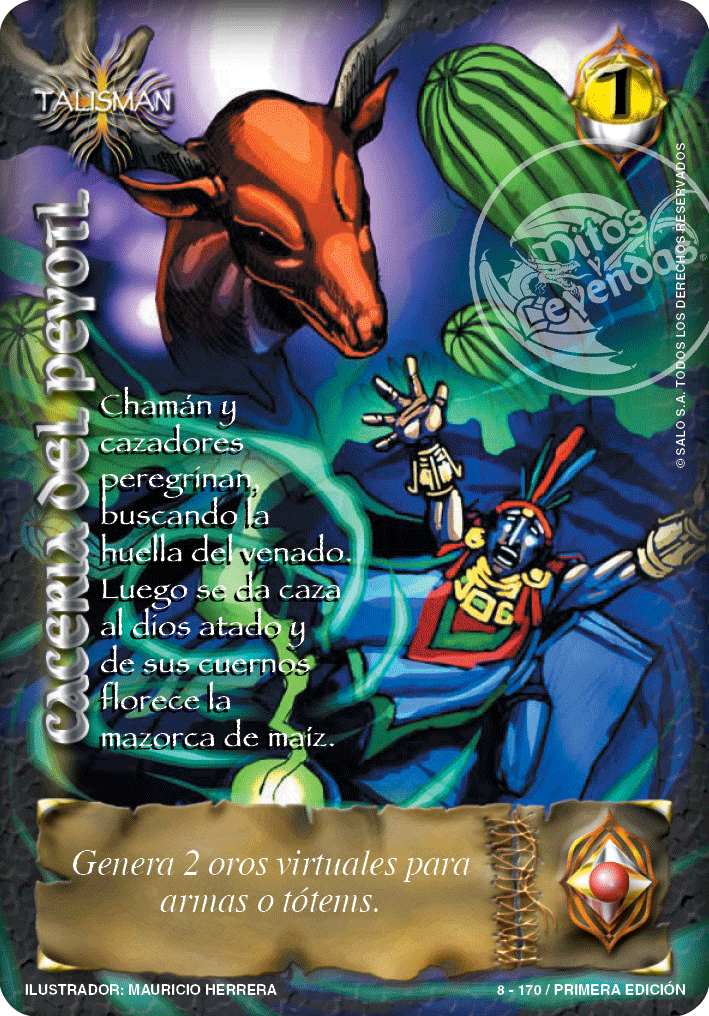 TALISMAN
1
CACERIA DEL PEYOTL
Mitos
y
Leyendas
© SALO S.A. TODOS LOS DERECHOS RESERVADOS
Chamán y
cazadores
peregrinan,
buscando la
huella del venado.
Luego se da caza
al dios atado y
de sus cuernos
florece la
mazorca de maíz.
Genera 2 oros virtuales para
armas o tótems.
ILUSTRADOR: MAURICIO HERRERA
8 - 170 / PRIMERA EDICIÓN